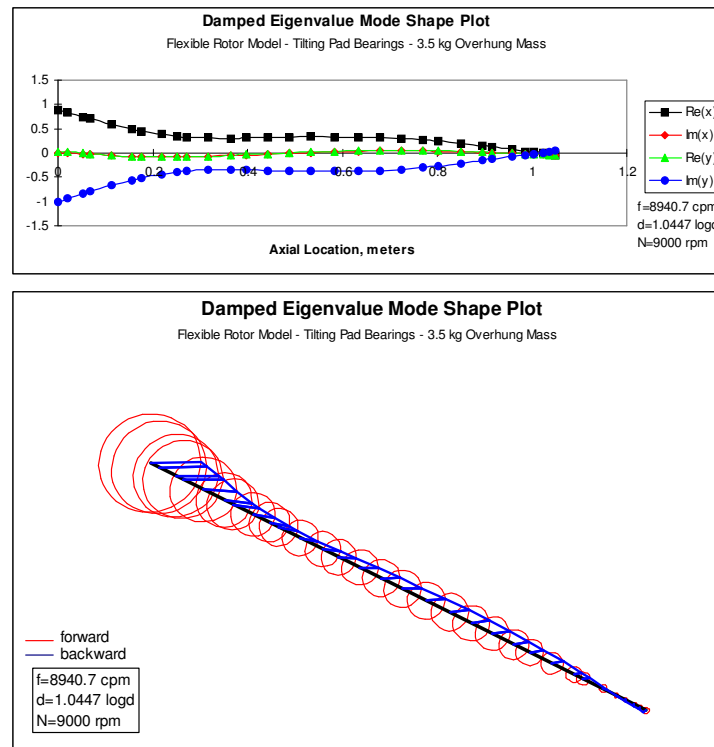 Damped Eigenvalue Mode Shape Plot
Flexible Rotor Model - Tilting Pad Bearings - 3.5 kg Overhung Mass
1.5
1
0.5
0
-0.5
-1
-1.5
0
0.2
0.4
0.6
0.8
1
1.2
Axial Location, meters
Re(x)
Im(x)
Re(y)
Im(y)
f=8940.7 cpm
d=1.0447 logd
N=9000 rpm
Damped Eigenvalue Mode Shape Plot
Flexible Rotor Model - Tilting Pad Bearings - 3.5 kg Overhung Mass
forward
backward
f=8940.7 cpm
d=1.0447 logd
N=9000 rpm